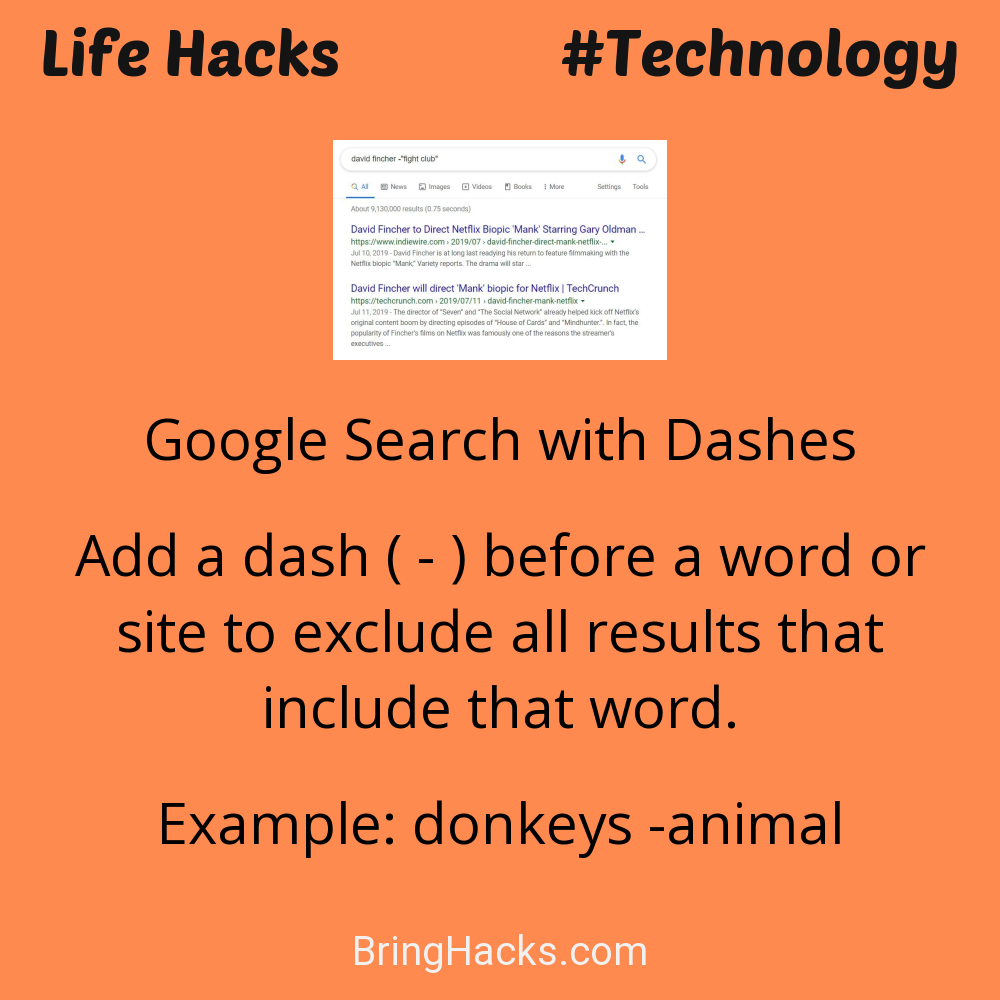 Life Hacks #Technology
david fincher -"fight club"
All News Images Videos Books More Settings Tools
About 9,130,000 results (0.75 seconds)
David Fincher to Direct Netflix Biopic 'Mank' Starring Gary Oldman ...
https://www.indiewire.com › 2019/07 › david-fincher-direct-mank-netflix-...
Jul 10, 2019 - David Fincher is at long last readying his return to feature filmmaking with the
Netflix biopic "Mank," Variety reports. The drama will star ...
David Fincher will direct 'Mank' biopic for Netflix | TechCrunch
https://techcrunch.com › 2019/07/11 › david-fincher-mank-netflix
Jul 11, 2019 - The director of "Seven" and "The Social Network" already helped kick off Netflix's
original content boom by directing episodes of "House of Cards" and "Mindhunter.". In fact, the
popularity of Fincher's films on Netflix was famously one of the reasons the streamer's
executives ...
Google Search with Dashes
Add a dash ( - ) before a word or
site to exclude all results that
include that word.
Example: donkeys -animal
BringHacks.com